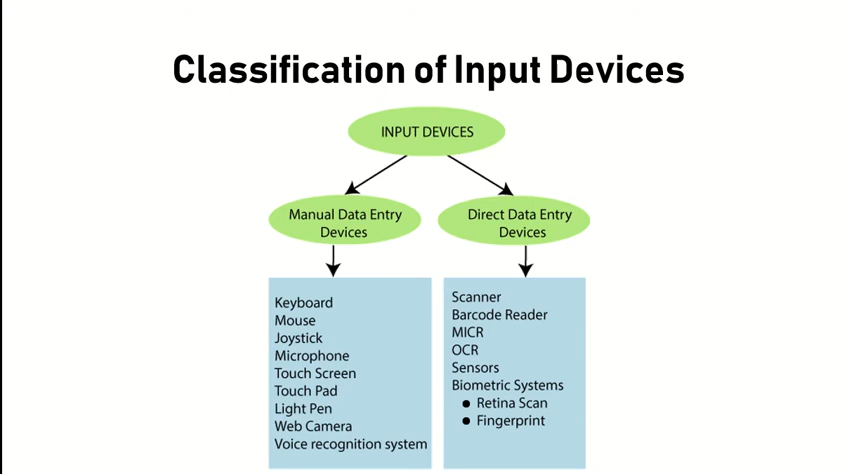 Classification of Input Devices
INPUT DEVICES
Manual Data Entry
Devices
Direct Data Entry
Devices
Keyboard
Mouse
Joystick
Microphone
Touch Screen
Touch Pad
Light Pen
Web Camera
Voice recognition system
Scanner
Barcode Reader
MICR
OCR
Sensors
Biometric Systems
● Retina Scan
● Fingerprint